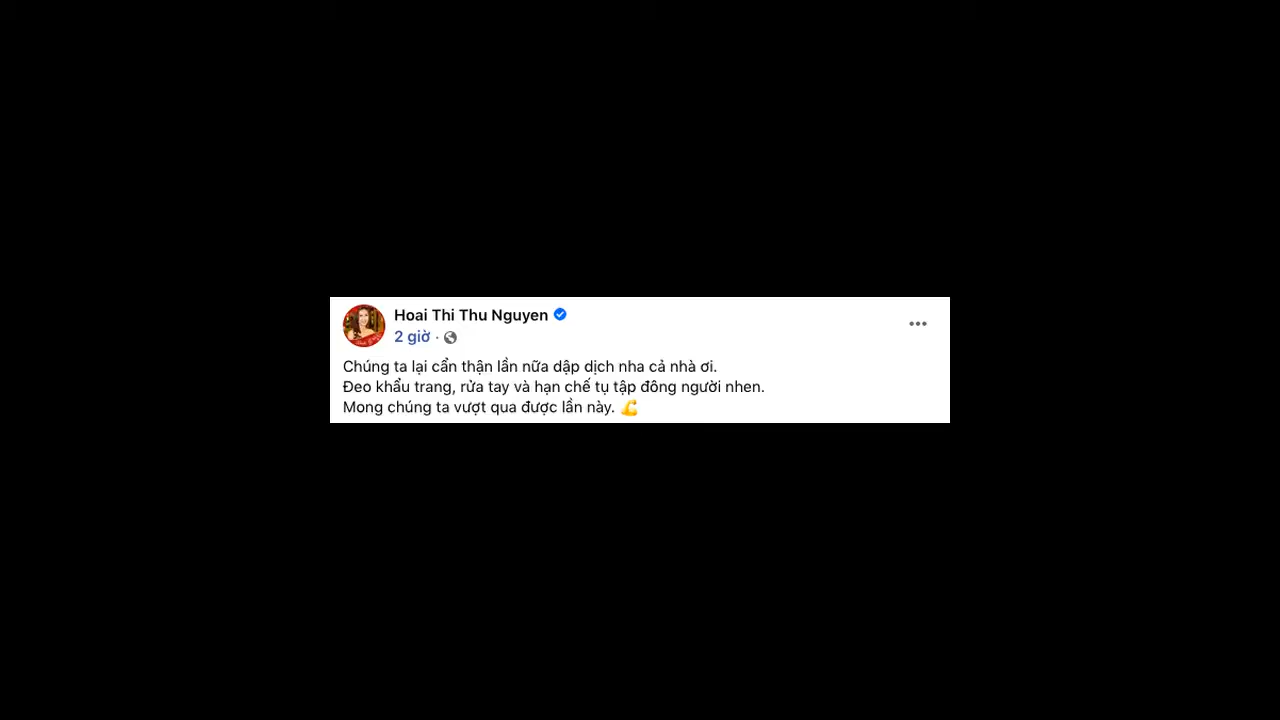 Hoai Thi Thu Nguyen
2 giờ ·
Chúng ta lại cẩn thận lần nữa dập dịch nha cả nhà ơi.
Đeo khẩu trang, rửa tay và hạn chế tụ tập đông người nhen.
Mong chúng ta vượt qua được lần này. 💪